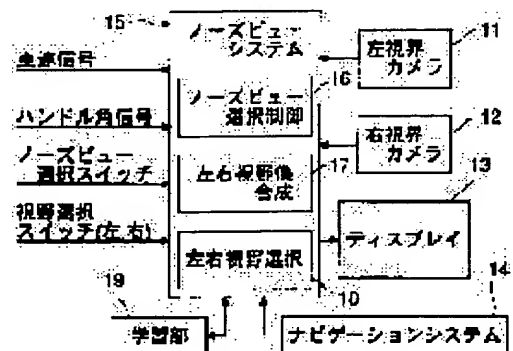 15
ノーズビュー
システム
車速信号
ハンドル角信号
ノーズビュー
選択スイッチ
視野選択
スイッチ(左右)
ノーズビュー
選択制御
16
左右視野像
合成
17
左右視野選択
10
左視界
カメラ
11
右視界
カメラ
12
ディスプレイ
13
19
学習部
ナビゲーションシステム
14